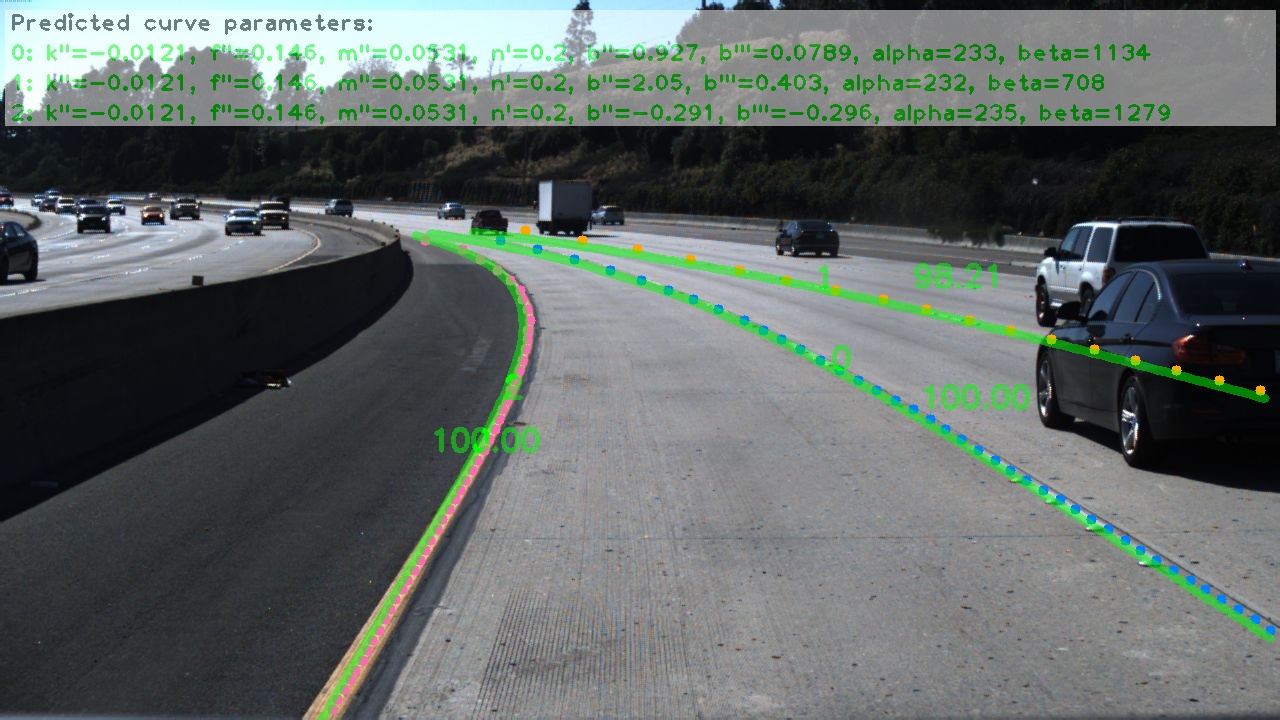 Predicted curve parameters:
0: k''=-0.0121, f''=0.146, m''=0.0531, n'=0.2, b''=0.927, b'''=0.0789, alpha=233, beta=1134
1: k''=-0.0121, f''=0.146, m''=0.0531, n'=0.2, b''=2.05, b'''=0.403, alpha=232, beta=708
2: k''=-0.0121, f''=0.146, m''=0.0531, n'=0.2, b''=-0.291, b'''=-0.296, alpha=235, beta=1279
1 98.21
0
100.00
2
100.00